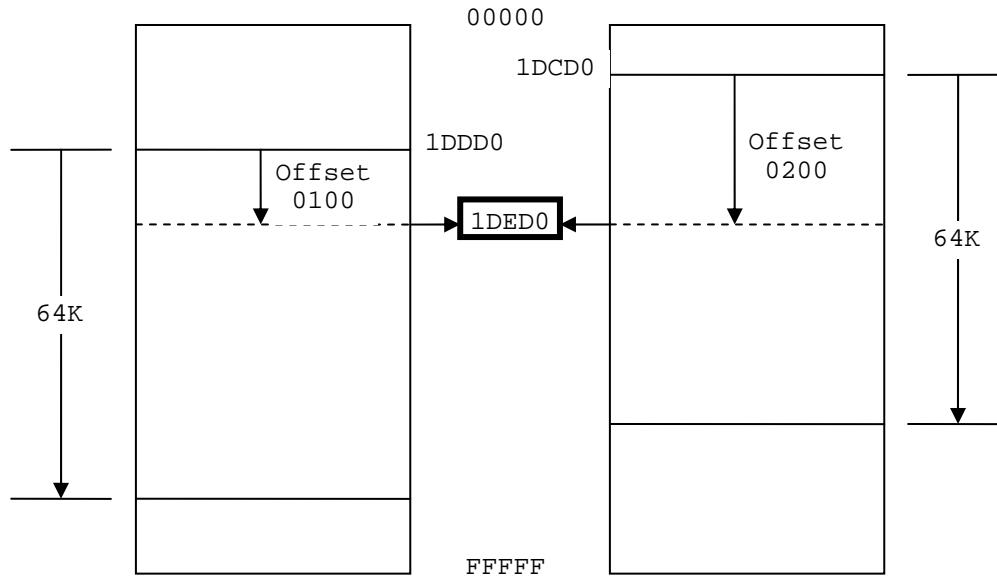 00000
1DCD0
1DDD0
Offset
0100
Offset
0200
1DED0
64K
64K
FFFFF